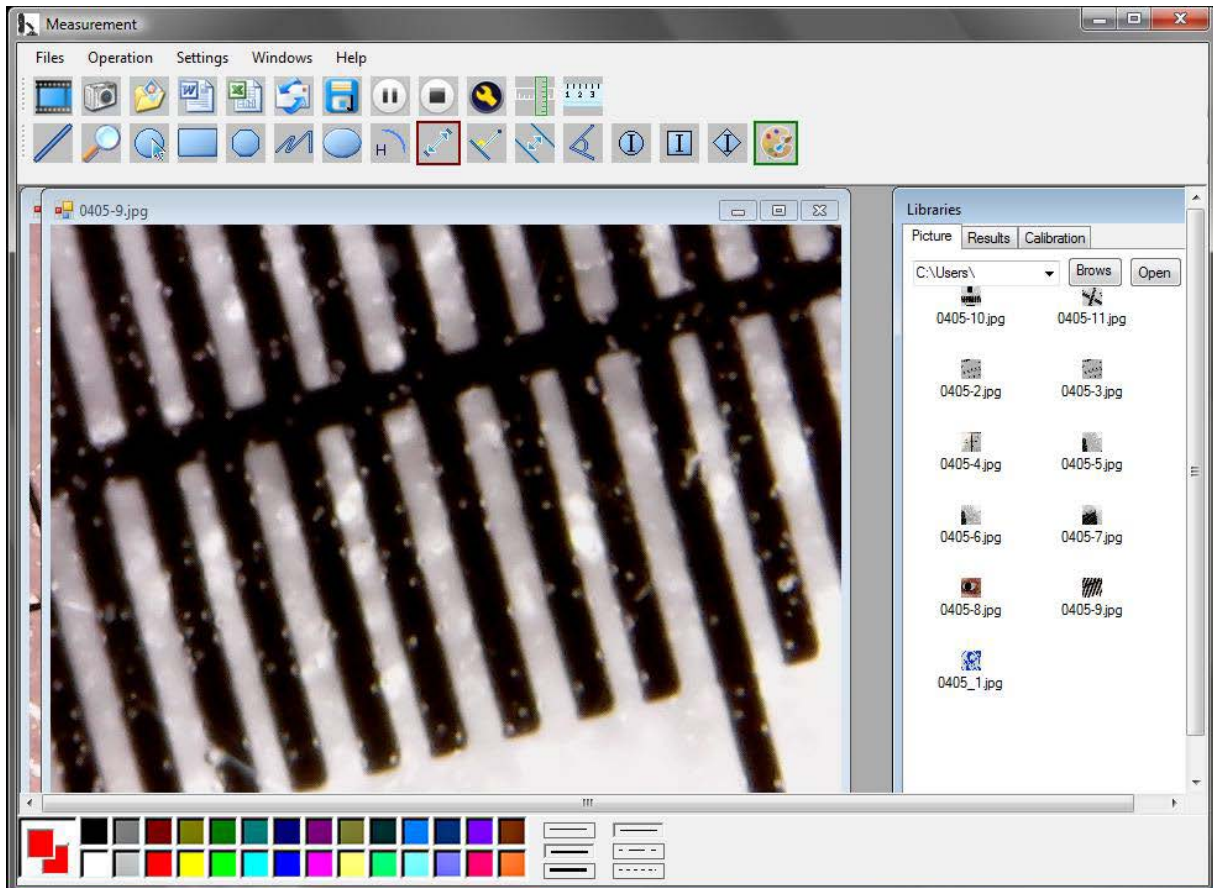 Measurement
Files Operation Settings Windows Help
1 2 3
H
I I I
0405-9.jpg
Libraries
Picture Results Calibration
C:\Users\ Brows Open
0405-10.jpg 0405-11.jpg
0405-2.jpg 0405-3.jpg
0405-4.jpg 0405-5.jpg
0405-6.jpg 0405-7.jpg
0405-8.jpg 0405-9.jpg
0405_1.jpg